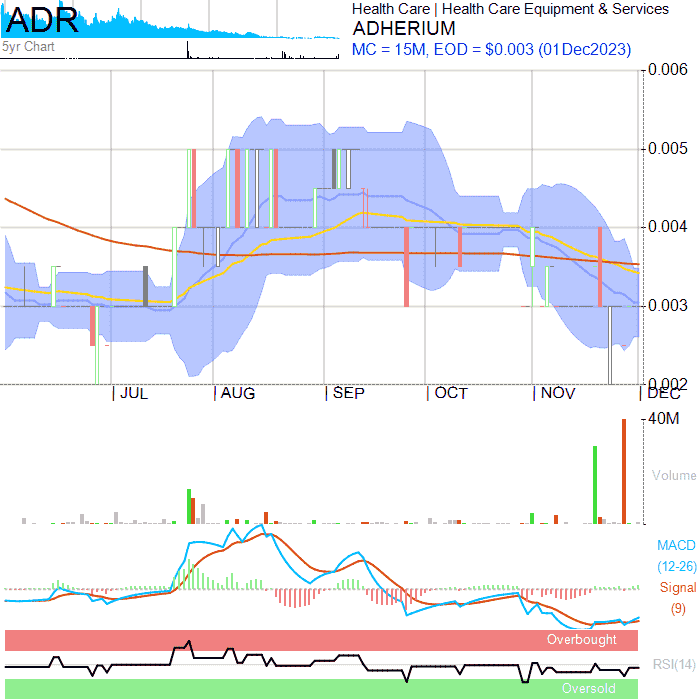 ADR
Health Care | Health Care Equipment & Services
ADHERIUM
5yr Chart
MC = 15M, EOD = $0.003 (01Dec2023)
0.006
0.005
0.004
0.003
0.002
JUL AUG SEP OCT NOV DEC
40M
Volume
MACD
(12-26)
Signal
(9)
Overbought
RSI(14)
Oversold